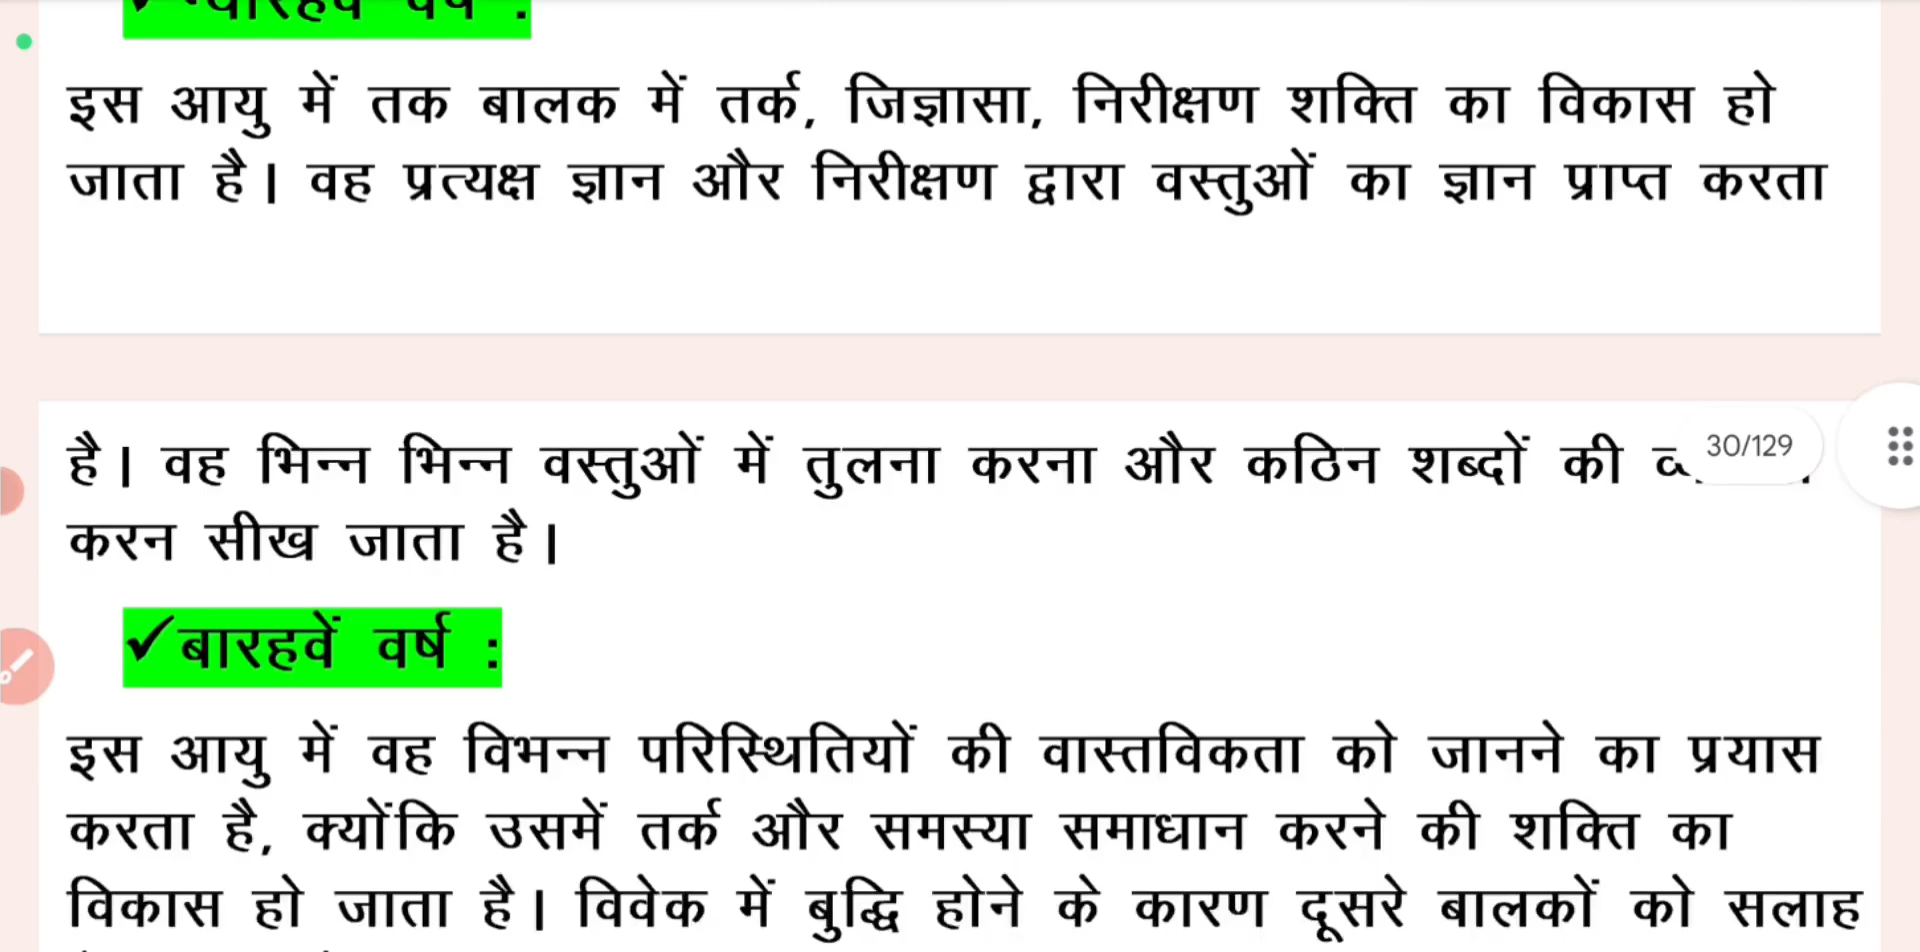 वर्ष :
इस आयु में तक बालक में तर्क, जिज्ञासा, निरीक्षण शक्ति का विकास हो
जाता है। वह प्रत्यक्ष ज्ञान और निरीक्षण द्वारा वस्तुओं का ज्ञान प्राप्त करता
है। वह भिन्न भिन्न वस्तुओं में तुलना करना और कठिन शब्दों की
30/129
करन सीख जाता है।
✓बारहवें वर्ष :
इस आयु में वह विभन्न परिस्थितियों की वास्तविकता को जानने का प्रयास
करता है, क्योंकि उसमें तर्क और समस्या समाधान करने की शक्ति का
विकास हो जाता है। विवेक में बुद्धि होने के कारण दूसरे बालकों को सलाह